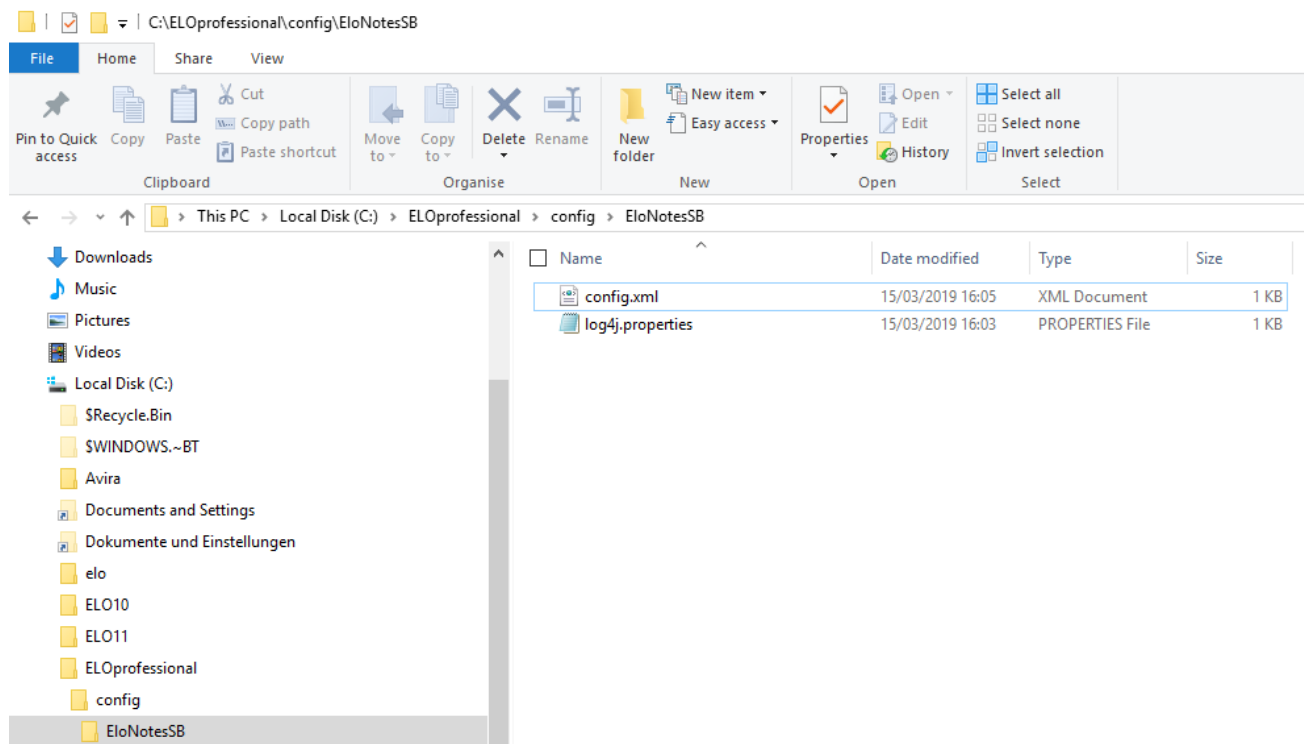 C:\ELOprofessional\config\EloNotesSB
File Home Share View
Pin to Quick access
Copy
Paste
Cut
Copy path
Paste shortcut
Clipboard
Move to
Copy to
Delete
Rename
Organise
New folder
New item
Easy access
New
Properties
Open
Edit
History
Open
Select all
Select none
Invert selection
Select
This PC > Local Disk (C:) > ELOprofessional > config > EloNotesSB
Downloads
Music
Pictures
Videos
Local Disk (C:)
$Recycle.Bin
$WINDOWS.~BT
Avira
Documents and Settings
Dokumente und Einstellungen
elo
ELO10
ELO11
ELOprofessional
config
EloNotesSB
Name Date modified Type Size
config.xml 15/03/2019 16:05 XML Document 1 KB
log4j.properties 15/03/2019 16:03 PROPERTIES File 1 KB